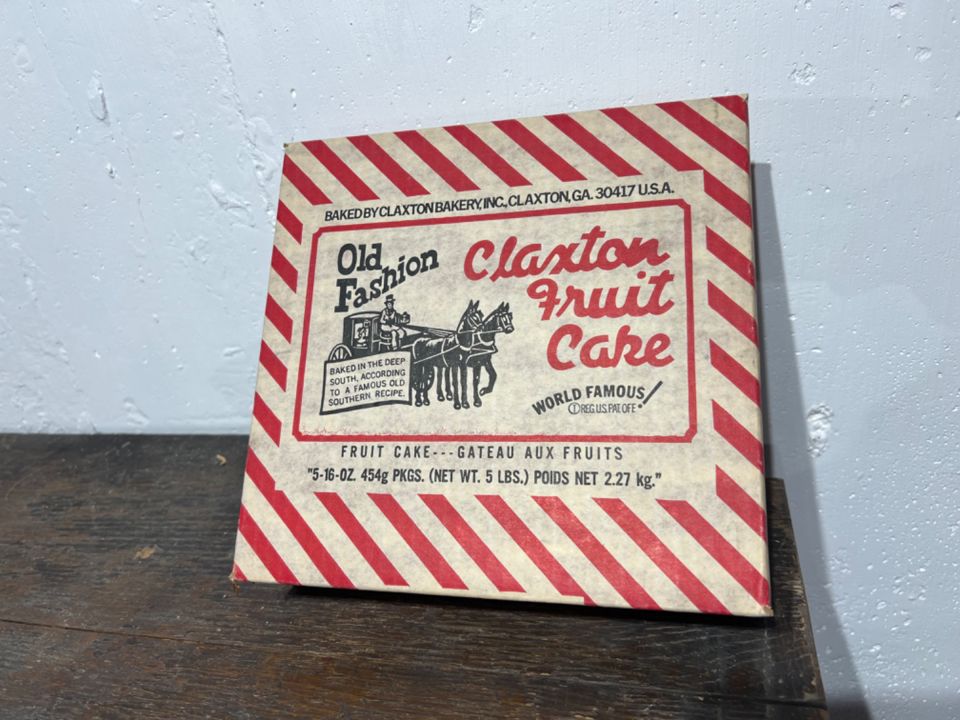 BAKED BY CLAXTON BAKERY, INC., CLAXTON, GA. 30417 U.S.A.
Old
Fashion
Claxton
Fruit
Cake
BAKED IN THE DEEP
SOUTH, ACCORDING
TO A FAMOUS OLD
SOUTHERN RECIPE.
WORLD FAMOUS!
Ⓣ REG. U.S. PAT. OFF.
FRUIT CAKE---GATEAU AUX FRUITS
"5-16-OZ. 454g PKGS. (NET WT. 5 LBS.) POIDS NET 2.27 kg."